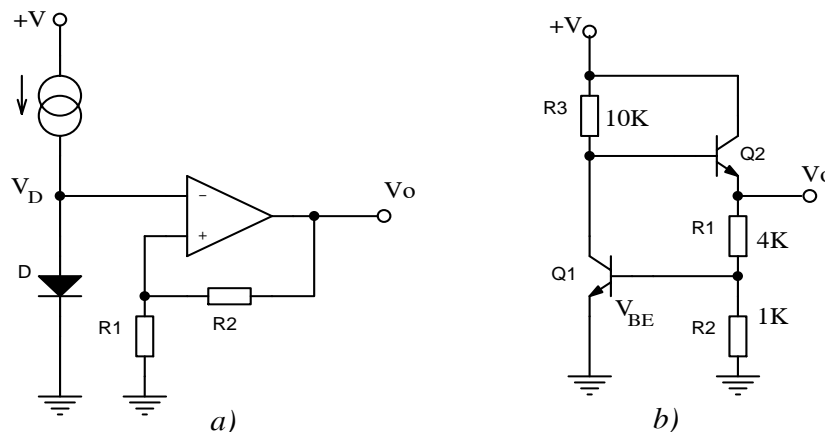 +V
V_D
−
+
Vo
D
R1
R2
a)
+V
R3
10K
Q2
Vo
R1
4K
Q1
V_BE
R2
1K
b)